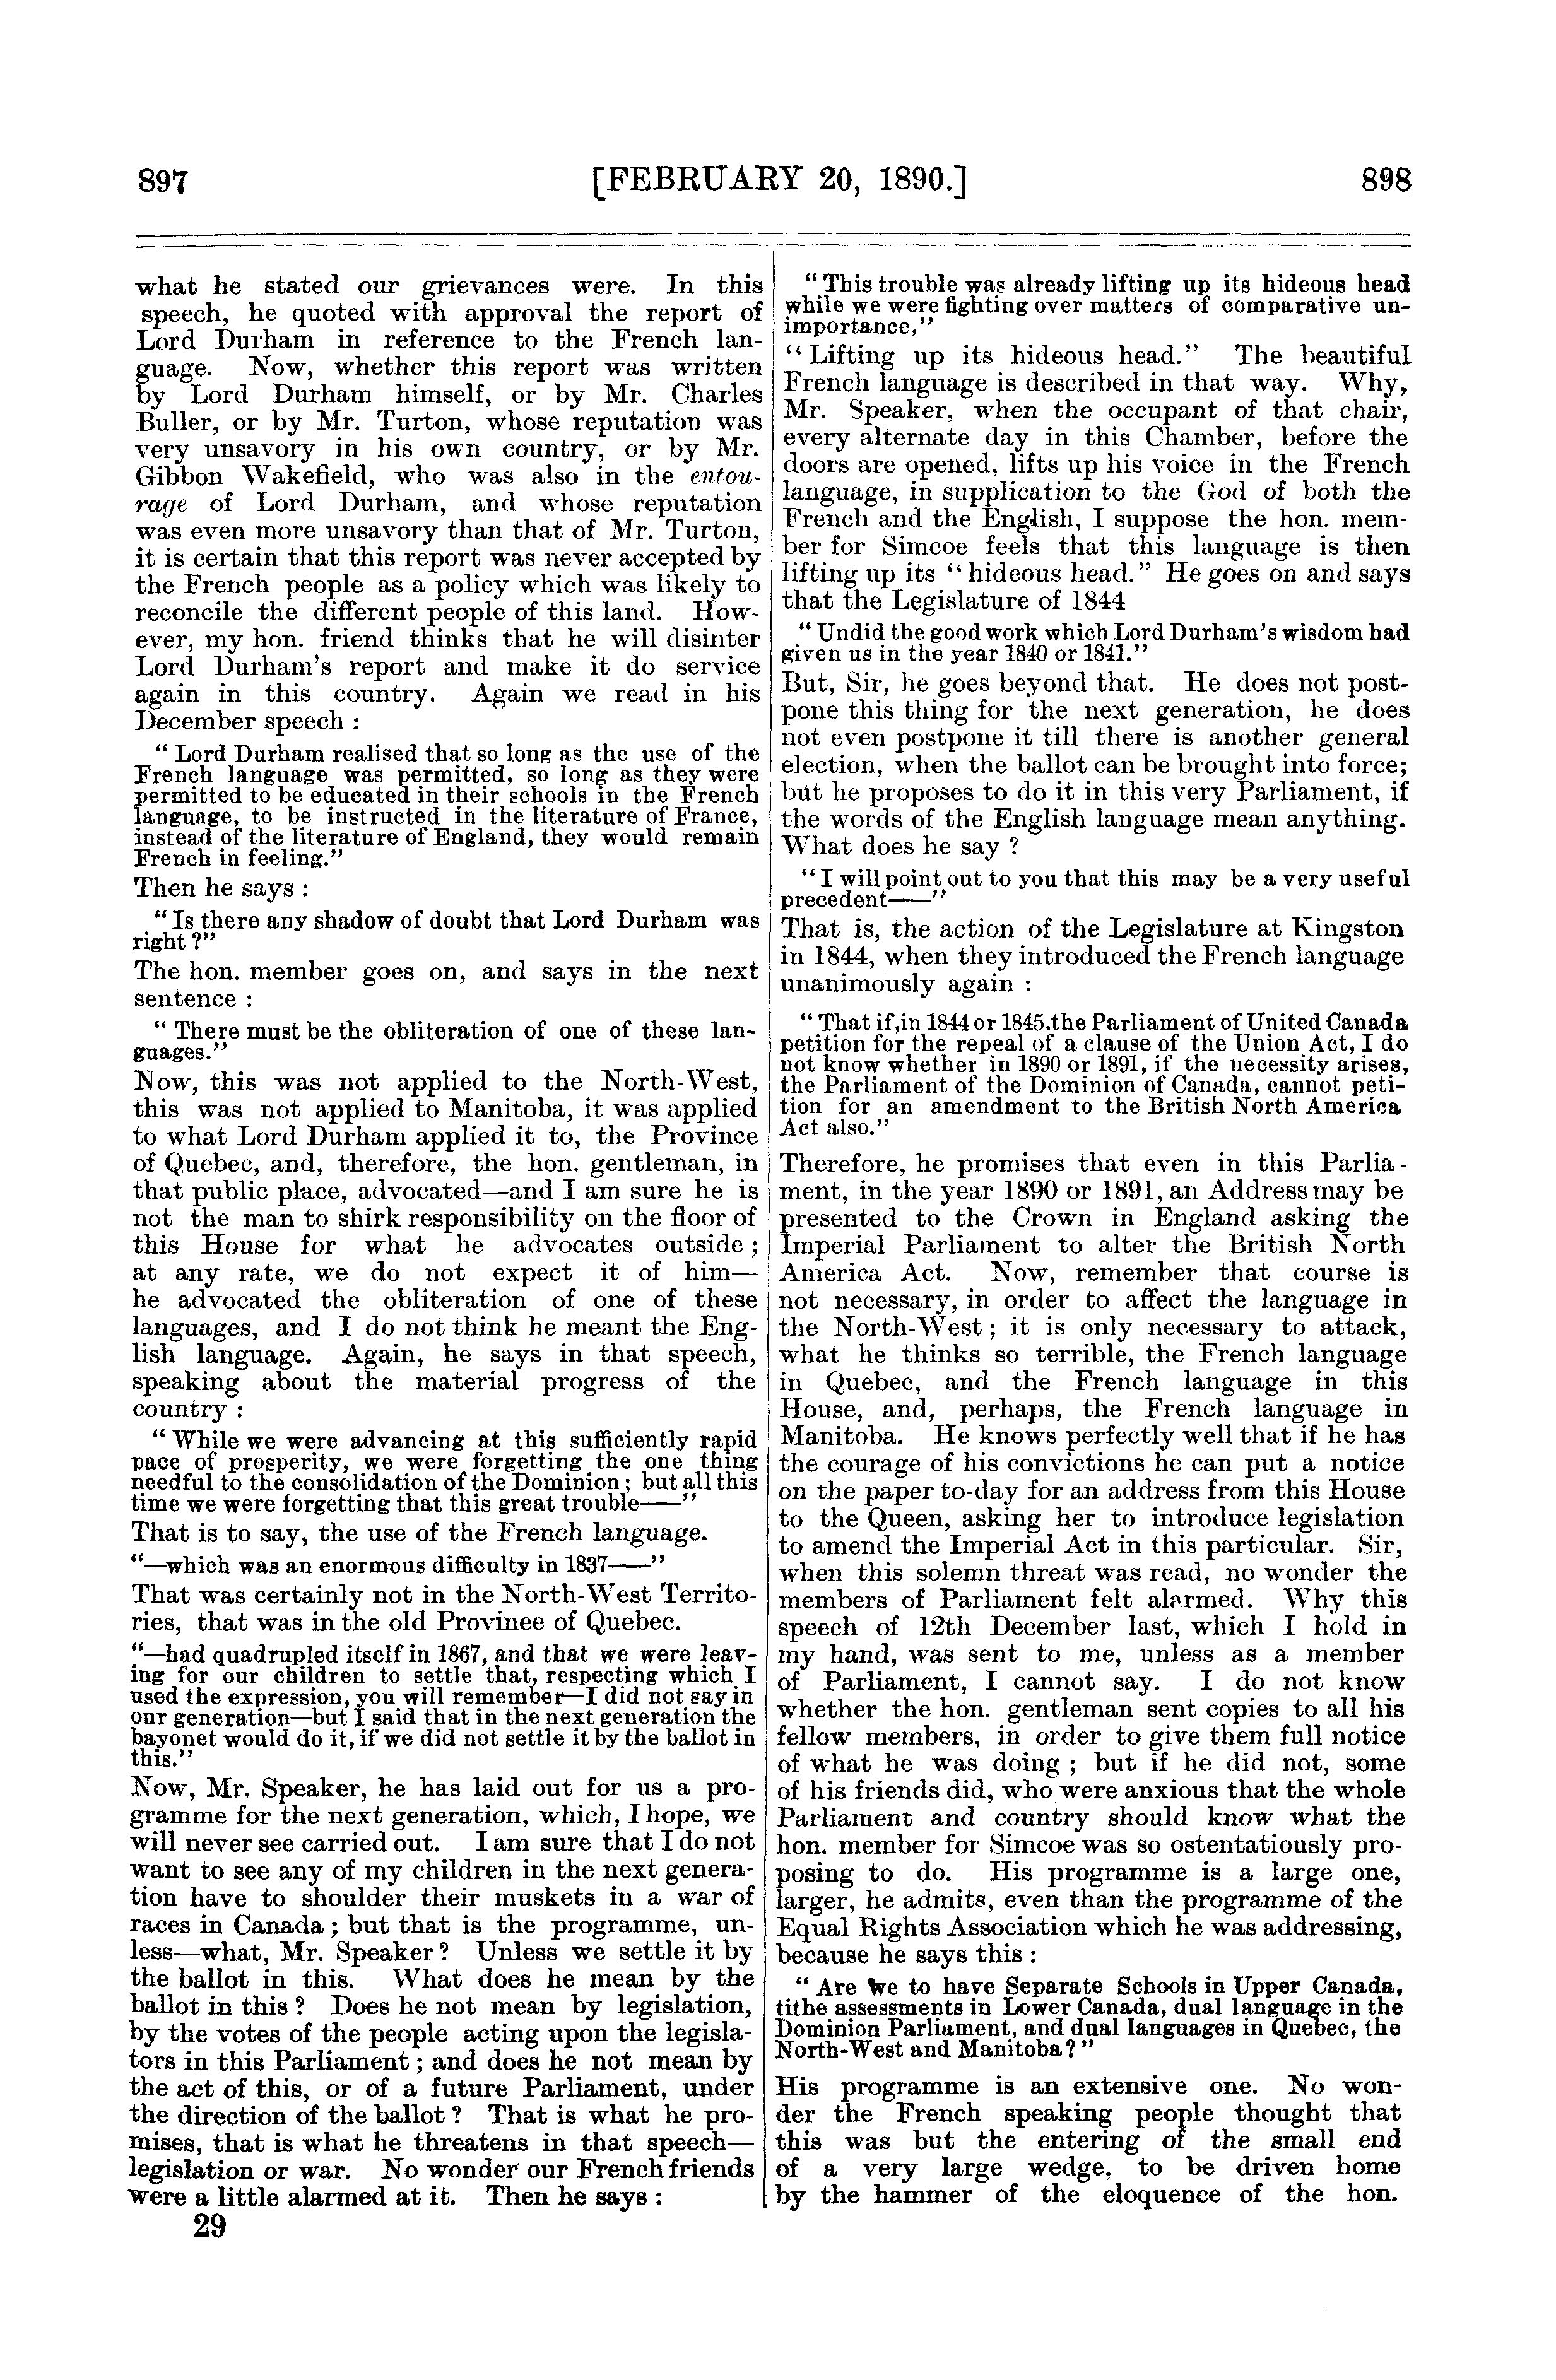 897
[FEBRUARY 20, 1890.]
898
what he stated our grievances were. In this
speech, he quoted with approval the report of
Lord Durham in reference to the French lan-
guage. Now, whether this report was written
by Lord Durham himself, or by Mr. Charles
Buller, or by Mr. Turton, whose reputation was
very unsavory in his own country, or by Mr.
Gibbon Wakefield, who was also in the entou-
rage of Lord Durham, and whose reputation
was even more unsavory than that of Mr. Turton,
it is certain that this report was never accepted by
the French people as a policy which was likely to
reconcile the different people of this land. How-
ever, my hon. friend thinks that he will disinter
Lord Durham's report and make it do service
again in this country. Again we read in his
December speech :
"Lord Durham realised that so long as the use of the
French language was permitted, so long as they were
permitted to be educated in their schools in the French
language, to be instructed in the literature of France,
instead of the literature of England, they would remain
French in feeling."
Then he says :
"Is there any shadow of doubt that Lord Durham was
right ?"
The hon. member goes on, and says in the next
sentence :
"There must be the obliteration of one of these lan-
guages."
Now, this was not applied to the North-West,
this was not applied to Manitoba, it was applied
to what Lord Durham applied it to, the Province
of Quebec, and, therefore, the hon. gentleman, in
that public place, advocated—and I am sure he is
not the man to shirk responsibility on the floor of
this House for what he advocates outside ;
at any rate, we do not expect it of him—
he advocated the obliteration of one of these
languages, and I do not think he meant the Eng-
lish language. Again, he says in that speech,
speaking about the material progress of the
country :
"While we were advancing at this sufficiently rapid
pace of prosperity, we were forgetting the one thing
needful to the consolidation of the Dominion ; but all this
time we were forgetting that this great trouble——"
That is to say, the use of the French language.
"—which was an enormous difficulty in 1837——"
That was certainly not in the North-West Territo-
ries, that was in the old Province of Quebec.
"—had quadrupled itself in 1867, and that we were leav-
ing for our children to settle that, respecting which I
used the expression, you will remember—I did not say in
our generation—but I said that in the next generation the
bayonet would do it, if we did not settle it by the ballot in
this."
Now, Mr. Speaker, he has laid out for us a pro-
gramme for the next generation, which, I hope, we
will never see carried out. I am sure that I do not
want to see any of my children in the next genera-
tion have to shoulder their muskets in a war of
races in Canada ; but that is the programme, un-
less—what, Mr. Speaker ? Unless we settle it by
the ballot in this. What does he mean by the
ballot in this ? Does he not mean by legislation,
by the votes of the people acting upon the legisla-
tors in this Parliament ; and does he not mean by
the act of this, or of a future Parliament, under
the direction of the ballot ? That is what he pro-
mises, that is what he threatens in that speech—
legislation or war. No wonder our French friends
were a little alarmed at it. Then he says :
29
"This trouble was already lifting up its hideous head
while we were fighting over matters of comparative un-
importance,"
"Lifting up its hideous head." The beautiful
French language is described in that way. Why,
Mr. Speaker, when the occupant of that chair,
every alternate day in this Chamber, before the
doors are opened, lifts up his voice in the French
language, in supplication to the God of both the
French and the English, I suppose the hon. mem-
ber for Simcoe feels that this language is then
lifting up its "hideous head." He goes on and says
that the Legislature of 1844
"Undid the good work which Lord Durham's wisdom had
given us in the year 1840 or 1841."
But, Sir, he goes beyond that. He does not post-
pone this thing for the next generation, he does
not even postpone it till there is another general
election, when the ballot can be brought into force;
but he proposes to do it in this very Parliament, if
the words of the English language mean anything.
What does he say ?
"I will point out to you that this may be a very useful
precedent——"
That is, the action of the Legislature at Kingston
in 1844, when they introduced the French language
unanimously again :
"That if,in 1844 or 1845,the Parliament of United Canada
petition for the repeal of a clause of the Union Act, I do
not know whether in 1890 or 1891, if the necessity arises,
the Parliament of the Dominion of Canada, cannot peti-
tion for an amendment to the British North America
Act also."
Therefore, he promises that even in this Parlia-
ment, in the year 1890 or 1891, an Address may be
presented to the Crown in England asking the
Imperial Parliament to alter the British North
America Act. Now, remember that course is
not necessary, in order to affect the language in
the North-West ; it is only necessary to attack,
what he thinks so terrible, the French language
in Quebec, and the French language in this
House, and, perhaps, the French language in
Manitoba. He knows perfectly well that if he has
the courage of his convictions he can put a notice
on the paper to-day for an address from this House
to the Queen, asking her to introduce legislation
to amend the Imperial Act in this particular. Sir,
when this solemn threat was read, no wonder the
members of Parliament felt alarmed. Why this
speech of 12th December last, which I hold in
my hand, was sent to me, unless as a member
of Parliament, I cannot say. I do not know
whether the hon. gentleman sent copies to all his
fellow members, in order to give them full notice
of what he was doing ; but if he did not, some
of his friends did, who were anxious that the whole
Parliament and country should know what the
hon. member for Simcoe was so ostentatiously pro-
posing to do. His programme is a large one,
larger, he admits, even than the programme of the
Equal Rights Association which he was addressing,
because he says this :
"Are we to have Separate Schools in Upper Canada,
tithe assessments in Lower Canada, dual language in the
Dominion Parliament, and dual languages in Quebec, the
North-West and Manitoba ?"
His programme is an extensive one. No won-
der the French speaking people thought that
this was but the entering of the small end
of a very large wedge, to be driven home
by the hammer of the eloquence of the hon.